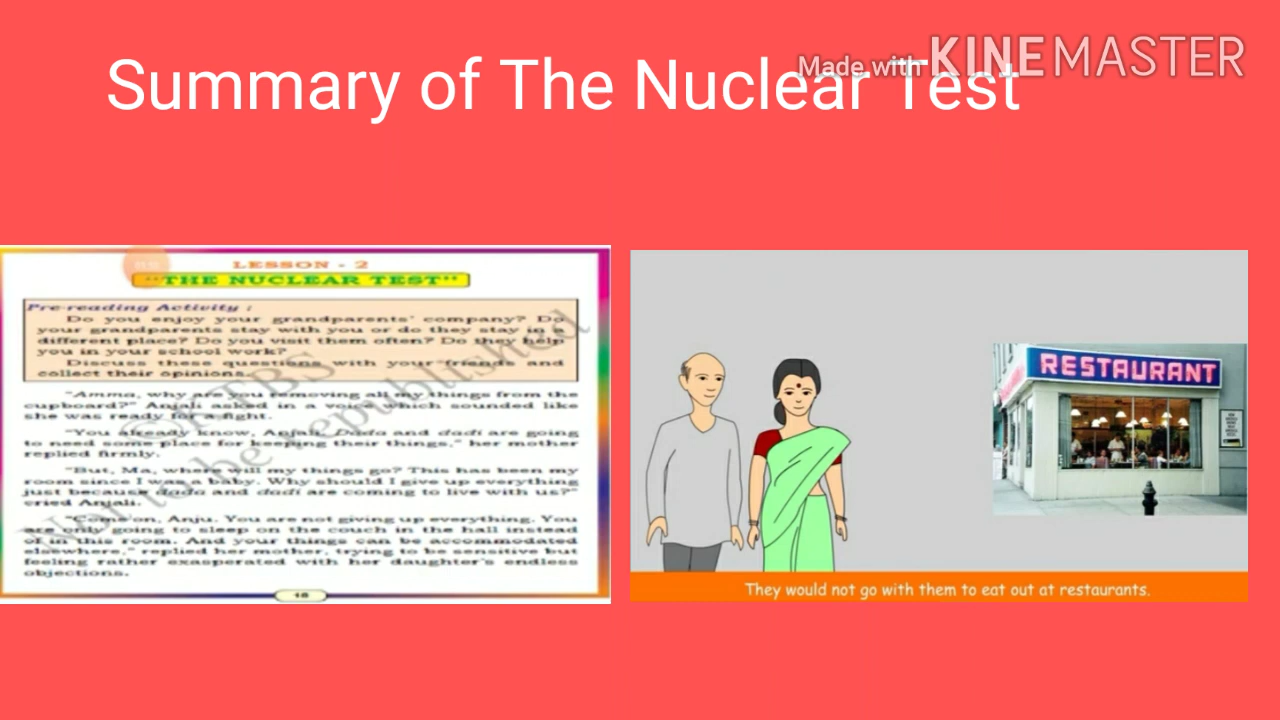 Summary of The Nuclear Test
Made with KINEMASTER
LESSON - 2
"THE NUCLEAR TEST"
Pre-reading Activity :
Do you enjoy your grandparents' company? Do
your grandparents stay with you or do they stay in a
different place? Do you visit them often? Do they help
you in your school work?
Discuss these questions with your friends and
collect their opinions.
"Amma, why are you removing all my things from the
cupboard?" Anjali asked in a voice which sounded like
she was ready for a fight.
"You already know, Anjali. Dada and dadi are going
to need some place for keeping their things," her mother
replied firmly.
"But, Ma, where will my things go? This has been my
room since I was a baby. Why should I give up everything
just because dada and dadi are coming to live with us?"
cried Anjali.
"Come on, Anju. You are not giving up everything. You
are only going to sleep on the couch in the hall instead
of in this room. And your things can be accommodated
elsewhere," replied her mother, trying to be sensitive but
feeling rather exasperated with her daughter's endless
objections.
be republished
RESTAURANT
They would not go with them to eat out at restaurants.